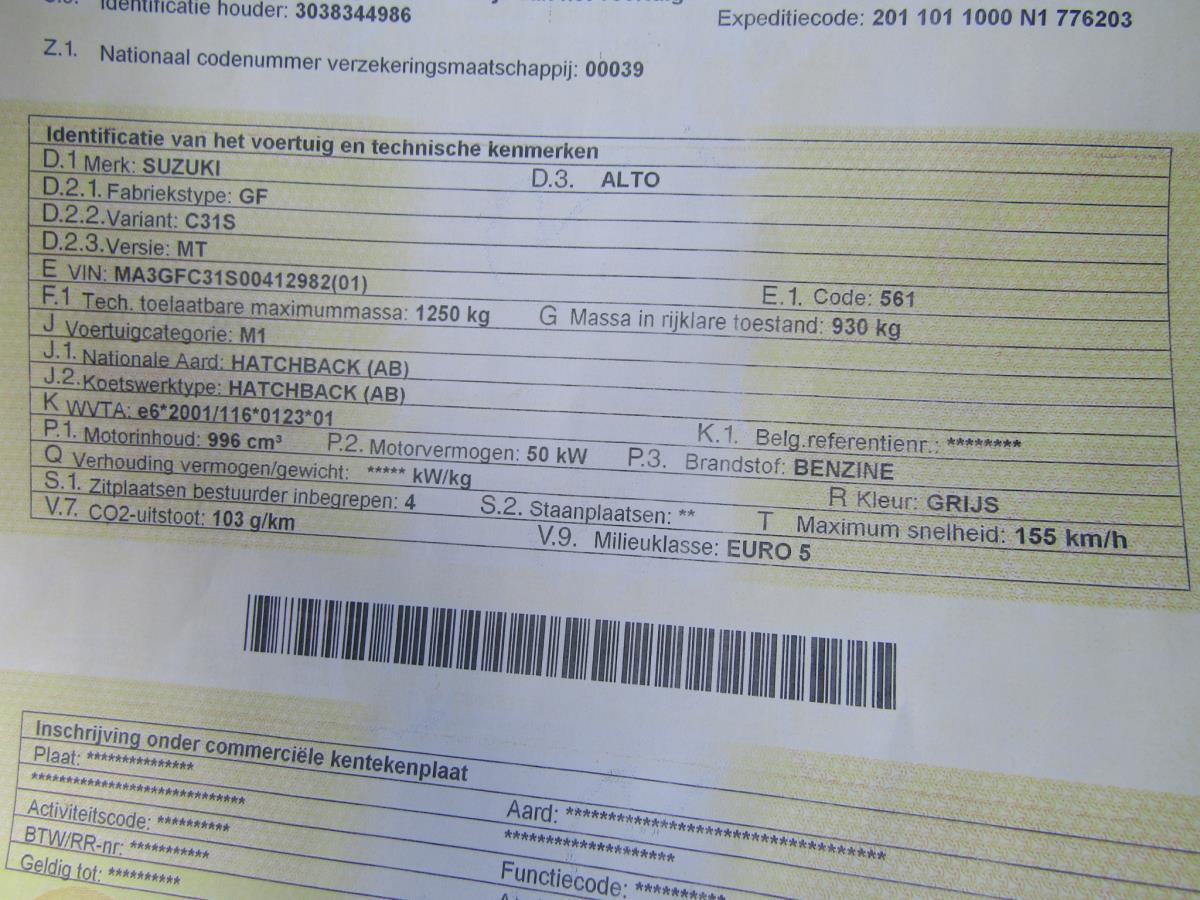 Identificatie houder: 3038344986
Expeditiecode: 201 101 1000 N1 776203
Z.1. Nationaal codenummer verzekeringsmaatschappij: 00039
Identificatie van het voertuig en technische kenmerken
D.1 Merk: SUZUKI D.3. ALTO
D.2.1. Fabriekstype: GF
D.2.2. Variant: C31S
D.2.3. Versie: MT
E VIN: MA3GFC31S00412982(01) E.1. Code: 561
F.1 Tech. toelaatbare maximummassa: 1250 kg G Massa in rijklare toestand: 930 kg
J Voertuigcategorie: M1
J.1. Nationale Aard: HATCHBACK (AB)
J.2. Koetswerktype: HATCHBACK (AB)
K WVTA: e6*2001/116*0123*01 K.1. Belg.referentienr.: ********
P.1. Motorinhoud: 996 cm³ P.2. Motorvermogen: 50 kW P.3. Brandstof: BENZINE
Q Verhouding vermogen/gewicht: ***** kW/kg R Kleur: GRIJS
S.1. Zitplaatsen bestuurder inbegrepen: 4 S.2. Staanplaatsen: ** T Maximum snelheid: 155 km/h
V.7. CO2-uitstoot: 103 g/km V.9. Milieuklasse: EURO 5
Inschrijving onder commerciële kentekenplaat
Plaat: ***************
****************************** Aard: **************************************
Activiteitscode: ********** ********************
BTW/RR-nr: *********** Functiecode: **********
Geldig tot: **********